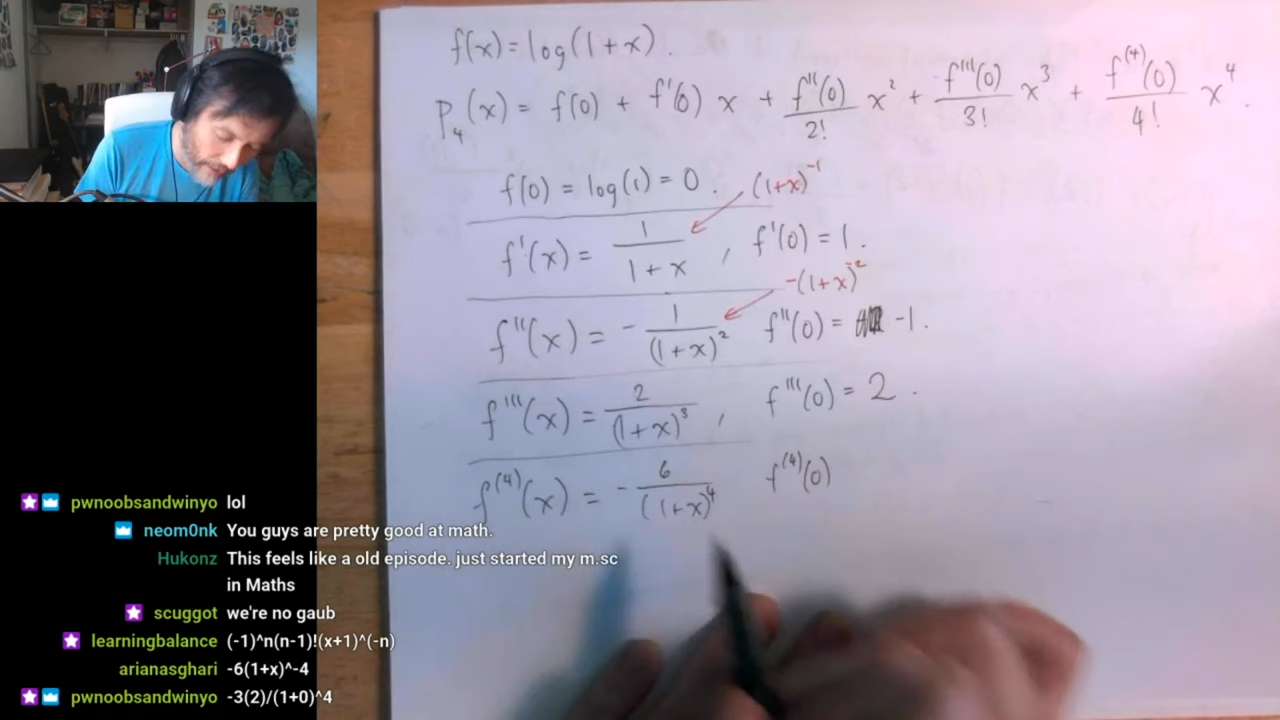 f(x) = log(1+x).
P₄(x) = f(0) + f'(0) x + f''(0)/2! x² + f'''(0)/3! x³ + f⁽⁴⁾(0)/4! x⁴.
f(0) = log(1) = 0. (1+x)⁻¹
f'(x) = 1/(1+x), f'(0) = 1.
-(1+x)⁻²
f''(x) = - 1/(1+x)² f''(0) = -1.
f'''(x) = 2/(1+x)³, f'''(0) = 2.
f⁽⁴⁾(x) = - 6/(1+x)⁴ f⁽⁴⁾(0)
pwnoobsandwinyo lol
neom0nk You guys are pretty good at math.
Hukonz This feels like a old episode. just started my m.sc
in Maths
scuggot we're no gaub
learningbalance (-1)^n(n-1)!(x+1)^(-n)
arianasghari -6(1+x)^-4
pwnoobsandwinyo -3(2)/(1+0)^4